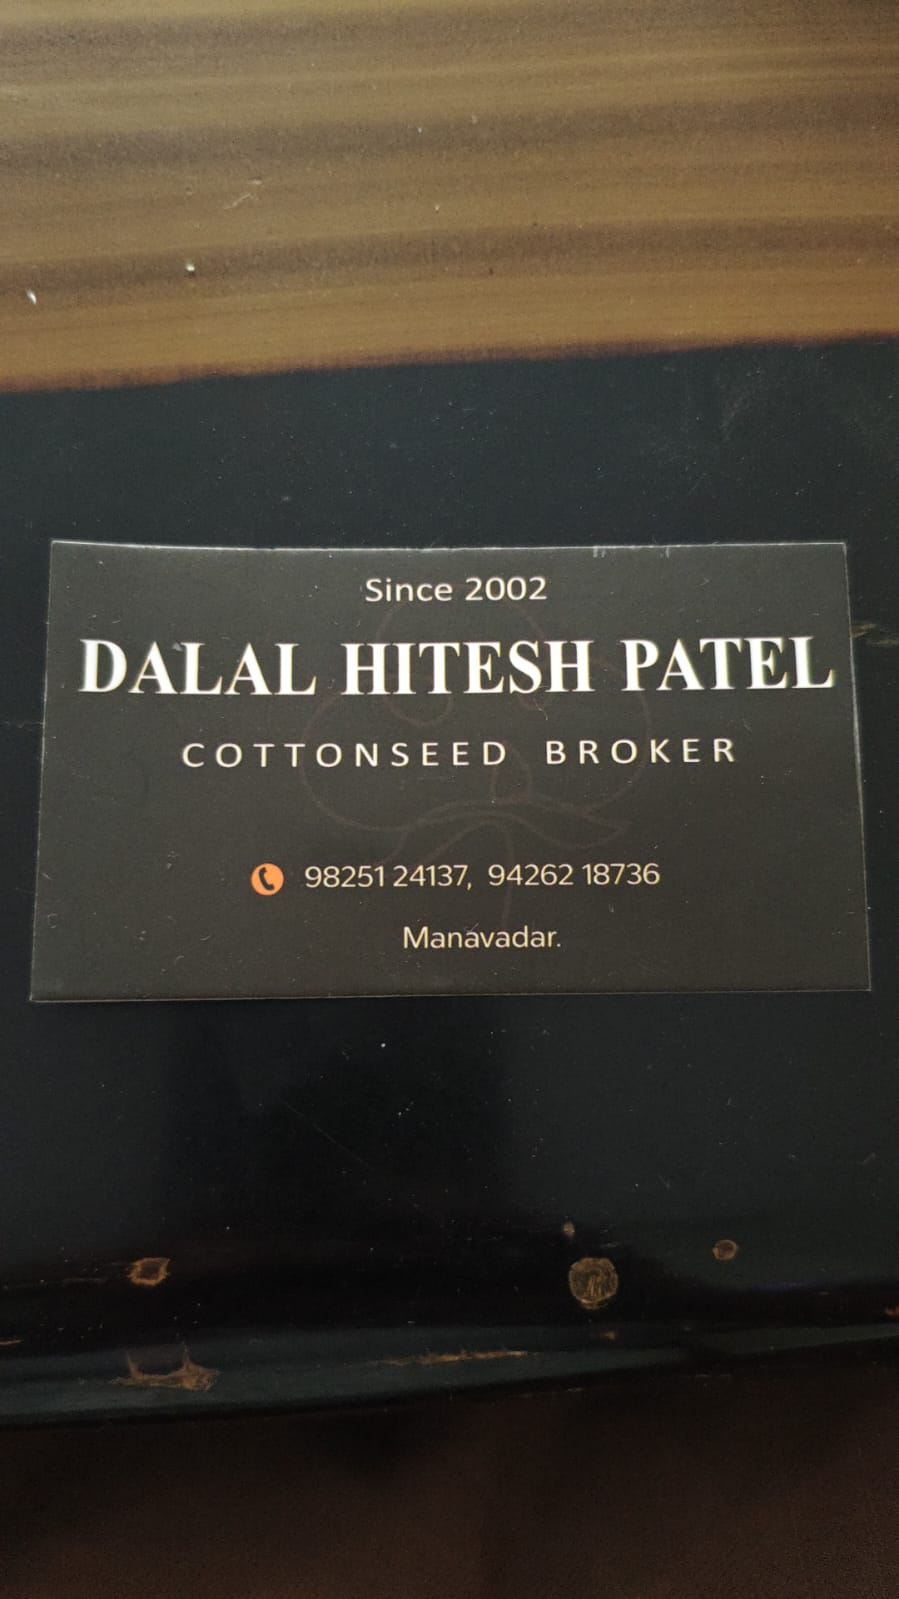 Since 2002
DALAL HITESH PATEL
COTTONSEED BROKER
98251 24137, 94262 18736
Manavadar.